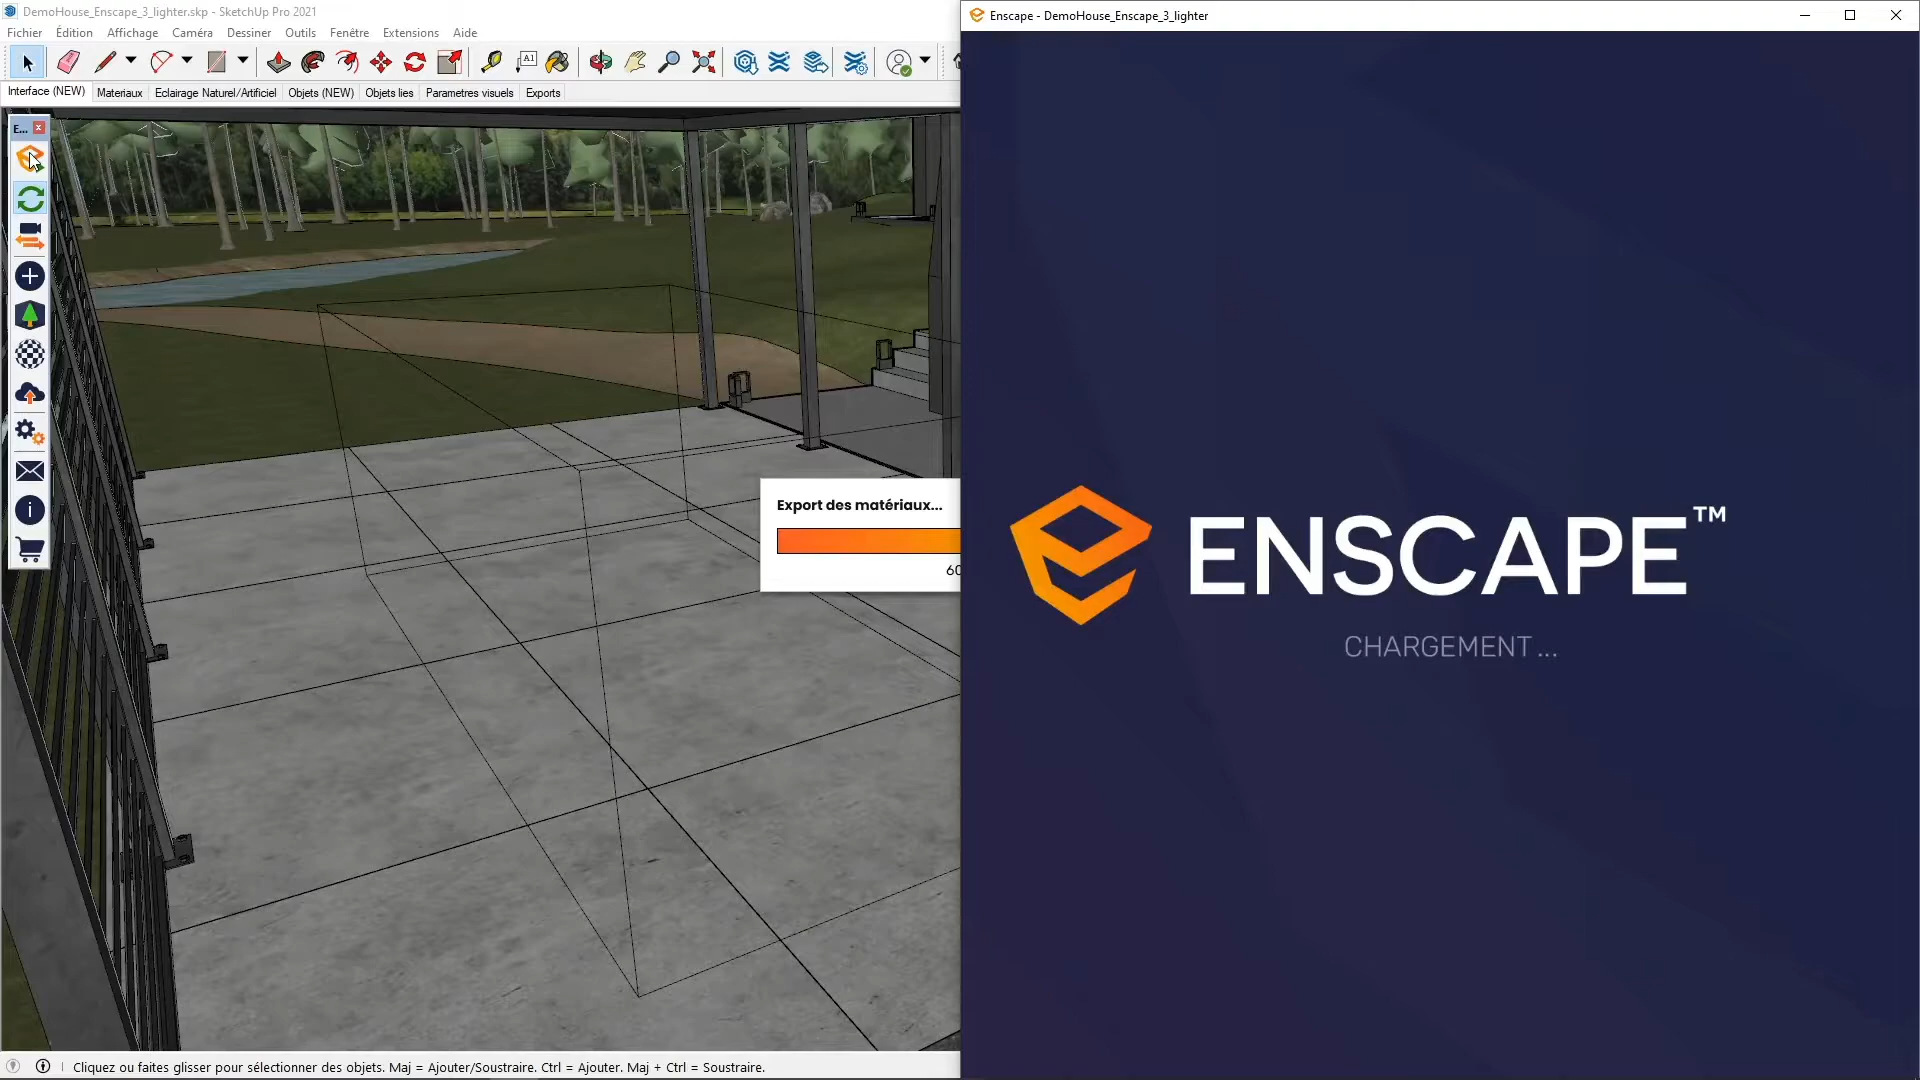 DemoHouse_Enscape_3_lighter.skp - SketchUp Pro 2021
Fichier Édition Affichage Caméra Dessiner Outils Fenêtre Extensions Aide
A1
Interface (NEW) Materiaux Eclairage Naturel/Artificiel Objets (NEW) Objets lies Parametres visuels Exports
E...
Export des matériaux...
60
Cliquez ou faites glisser pour sélectionner des objets. Maj = Ajouter/Soustraire. Ctrl = Ajouter. Maj + Ctrl = Soustraire.
Enscape - DemoHouse_Enscape_3_lighter
ENSCAPE™
CHARGEMENT ...